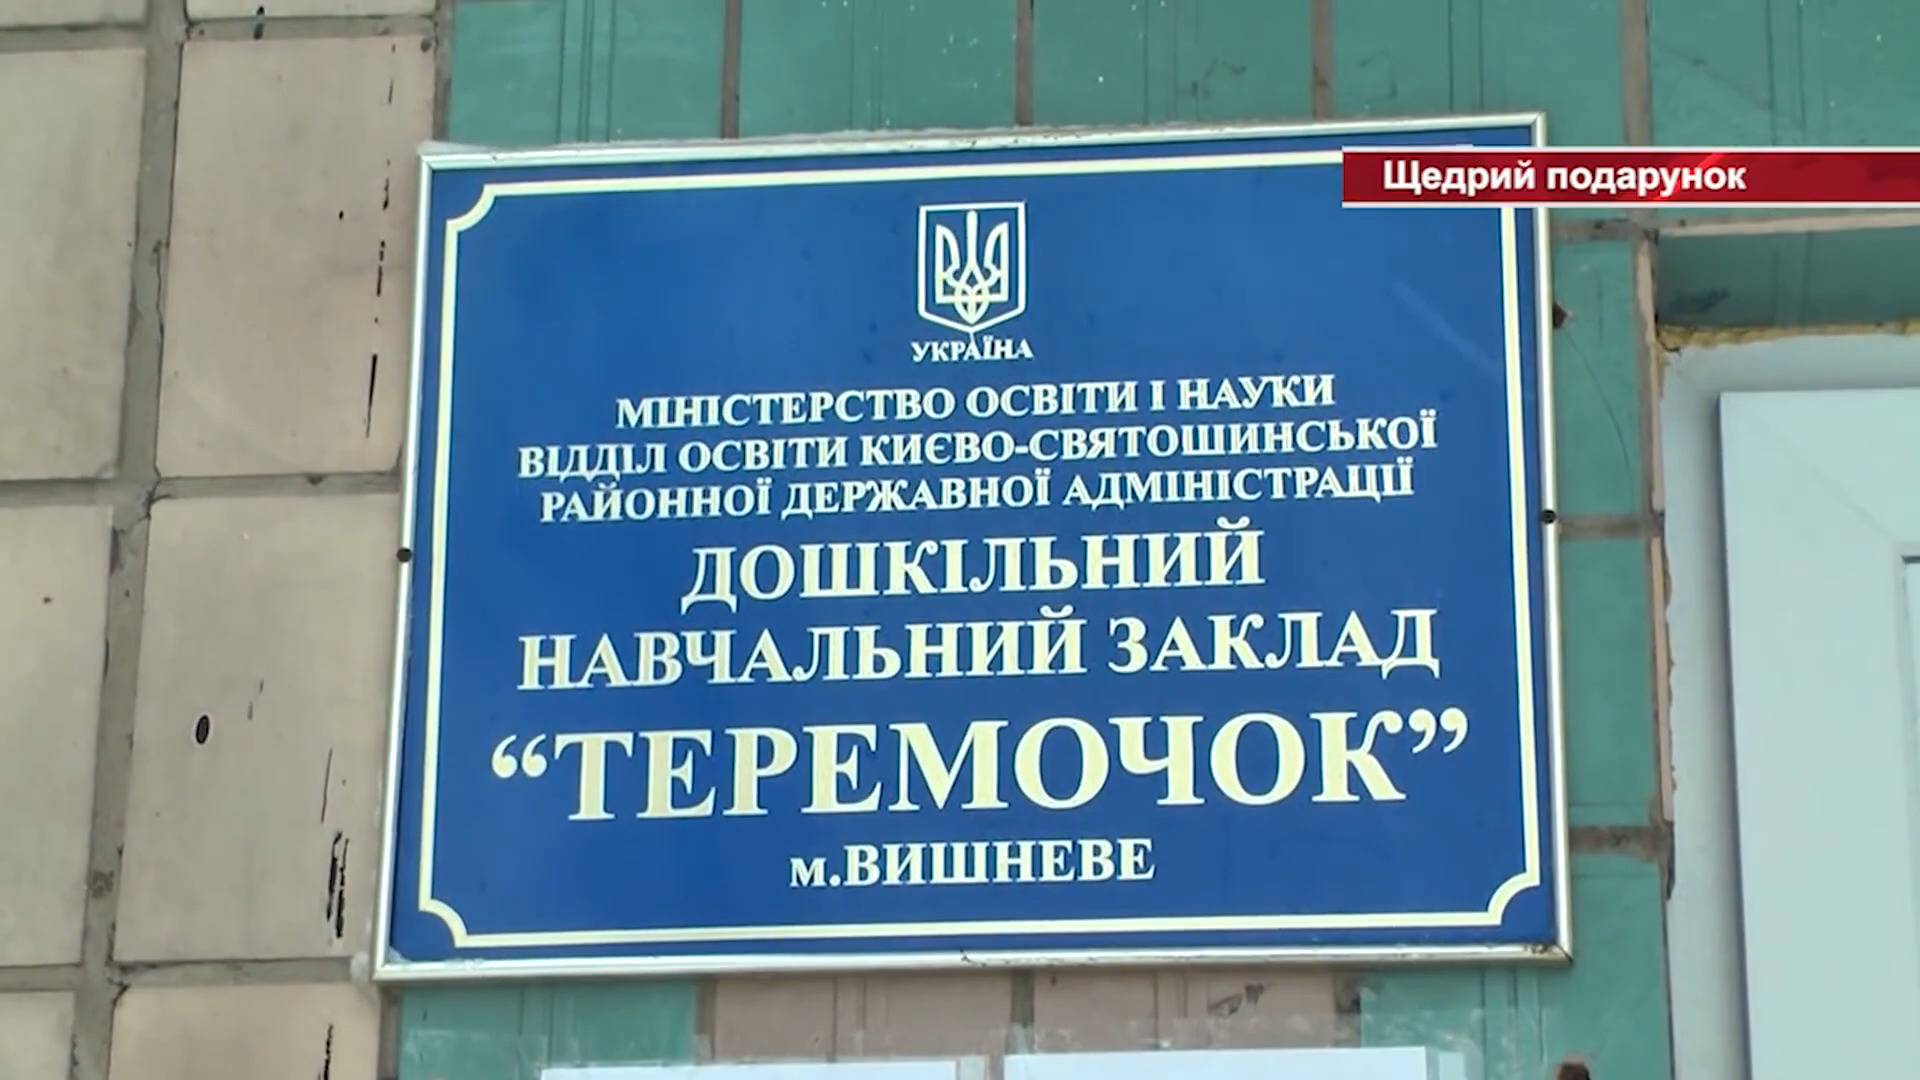 Щедрий подарунок
УКРАЇНА
МІНІСТЕРСТВО ОСВІТИ І НАУКИ
ВІДДІЛ ОСВІТИ КИЄВО-СВЯТОШИНСЬКОЇ
РАЙОННОЇ ДЕРЖАВНОЇ АДМІНІСТРАЦІЇ
ДОШКІЛЬНИЙ
НАВЧАЛЬНИЙ ЗАКЛАД
“ТЕРЕМОЧОК”
м.ВИШНЕВЕ